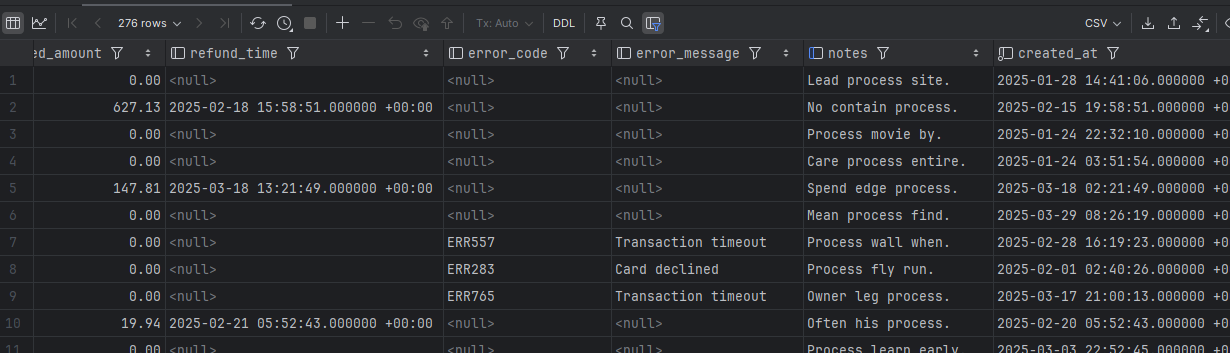 276 rows Tx: Auto DDL CSV
ed_amount refund_time error_code error_message notes created_at
1 0.00 <null> <null> <null> Lead process site. 2025-01-28 14:41:06.000000 +0
2 627.13 2025-02-18 15:58:51.000000 +00:00 <null> <null> No contain process. 2025-02-15 19:58:51.000000 +0
3 0.00 <null> <null> <null> Process movie by. 2025-01-24 22:32:10.000000 +0
4 0.00 <null> <null> <null> Care process entire. 2025-01-24 03:51:54.000000 +0
5 147.81 2025-03-18 13:21:49.000000 +00:00 <null> <null> Spend edge process. 2025-03-18 02:21:49.000000 +0
6 0.00 <null> <null> <null> Mean process find. 2025-03-29 08:26:19.000000 +0
7 0.00 <null> ERR557 Transaction timeout Process wall when. 2025-02-28 16:19:23.000000 +0
8 0.00 <null> ERR283 Card declined Process fly run. 2025-02-01 02:40:26.000000 +0
9 0.00 <null> ERR765 Transaction timeout Owner leg process. 2025-03-17 21:00:13.000000 +0
10 19.94 2025-02-21 05:52:43.000000 +00:00 <null> <null> Often his process. 2025-02-20 05:52:43.000000 +0
11 0.00 <null> <null> <null> Process learn early 2025-03-03 22:52:45.000000 +0